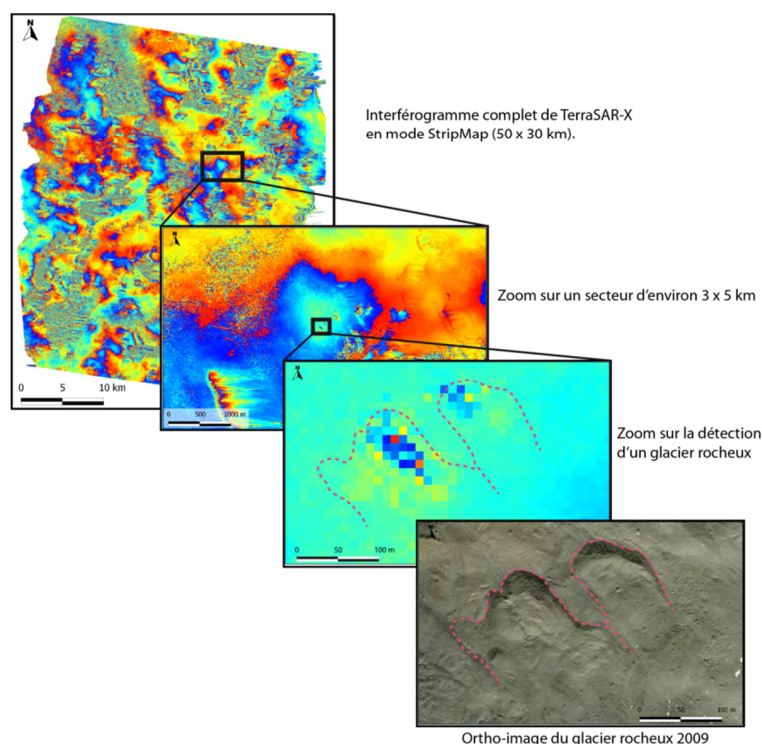 N
Interférogramme complet de TerraSAR-X
en mode StripMap (50 x 30 km).
0 5 10 km
N
Zoom sur un secteur d'environ 3 x 5 km
0 500 1000 m
N
Zoom sur la détection
d'un glacier rocheux
0 50 100 m
0 50 100 m
Ortho-image du glacier rocheux 2009